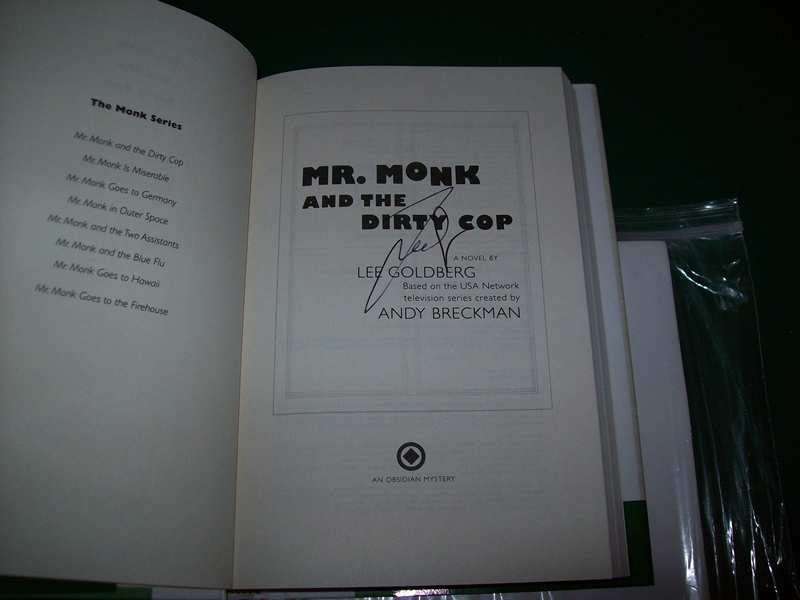 The Monk Series
Mr. Monk and the Dirty Cop
Mr. Monk Is Miserable
Mr. Monk Goes to Germany
Mr. Monk in Outer Space
Mr. Monk and the Two Assistants
Mr. Monk and the Blue Flu
Mr. Monk Goes to Hawaii
Mr. Monk Goes to the Firehouse
MR. MONK
AND THE
DIRTY COP
A NOVEL BY
LEE GOLDBERG
Based on the USA Network
television series created by
ANDY BRECKMAN
AN OBSIDIAN MYSTERY